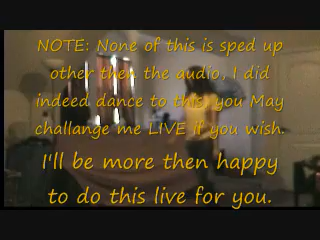 NOTE: None of this is sped up
other then the audio. I did
indeed dance to this, you May
challange me LIVE if you wish.
I'll be more then happy
to do this live for you.